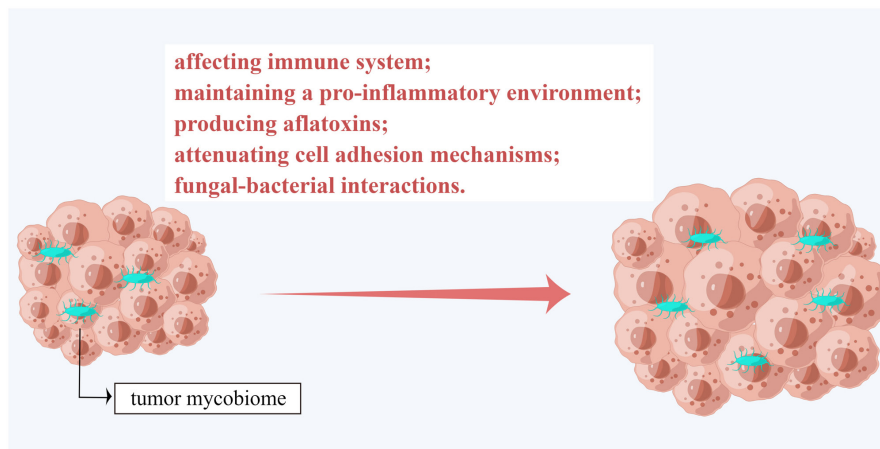 affecting immune system;
maintaining a pro-inflammatory environment;
producing aflatoxins;
attenuating cell adhesion mechanisms;
fungal-bacterial interactions.
tumor mycobiome